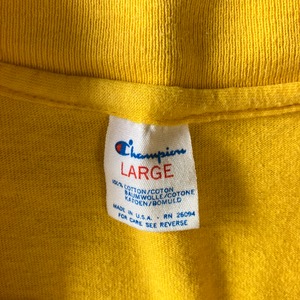 Champion
LARGE
100% COTTON/COTON
BAUMWOLLE/COTONE
KATOEN/BOMULD
MADE IN U.S.A. - RN 26094
FOR CARE SEE REVERSE